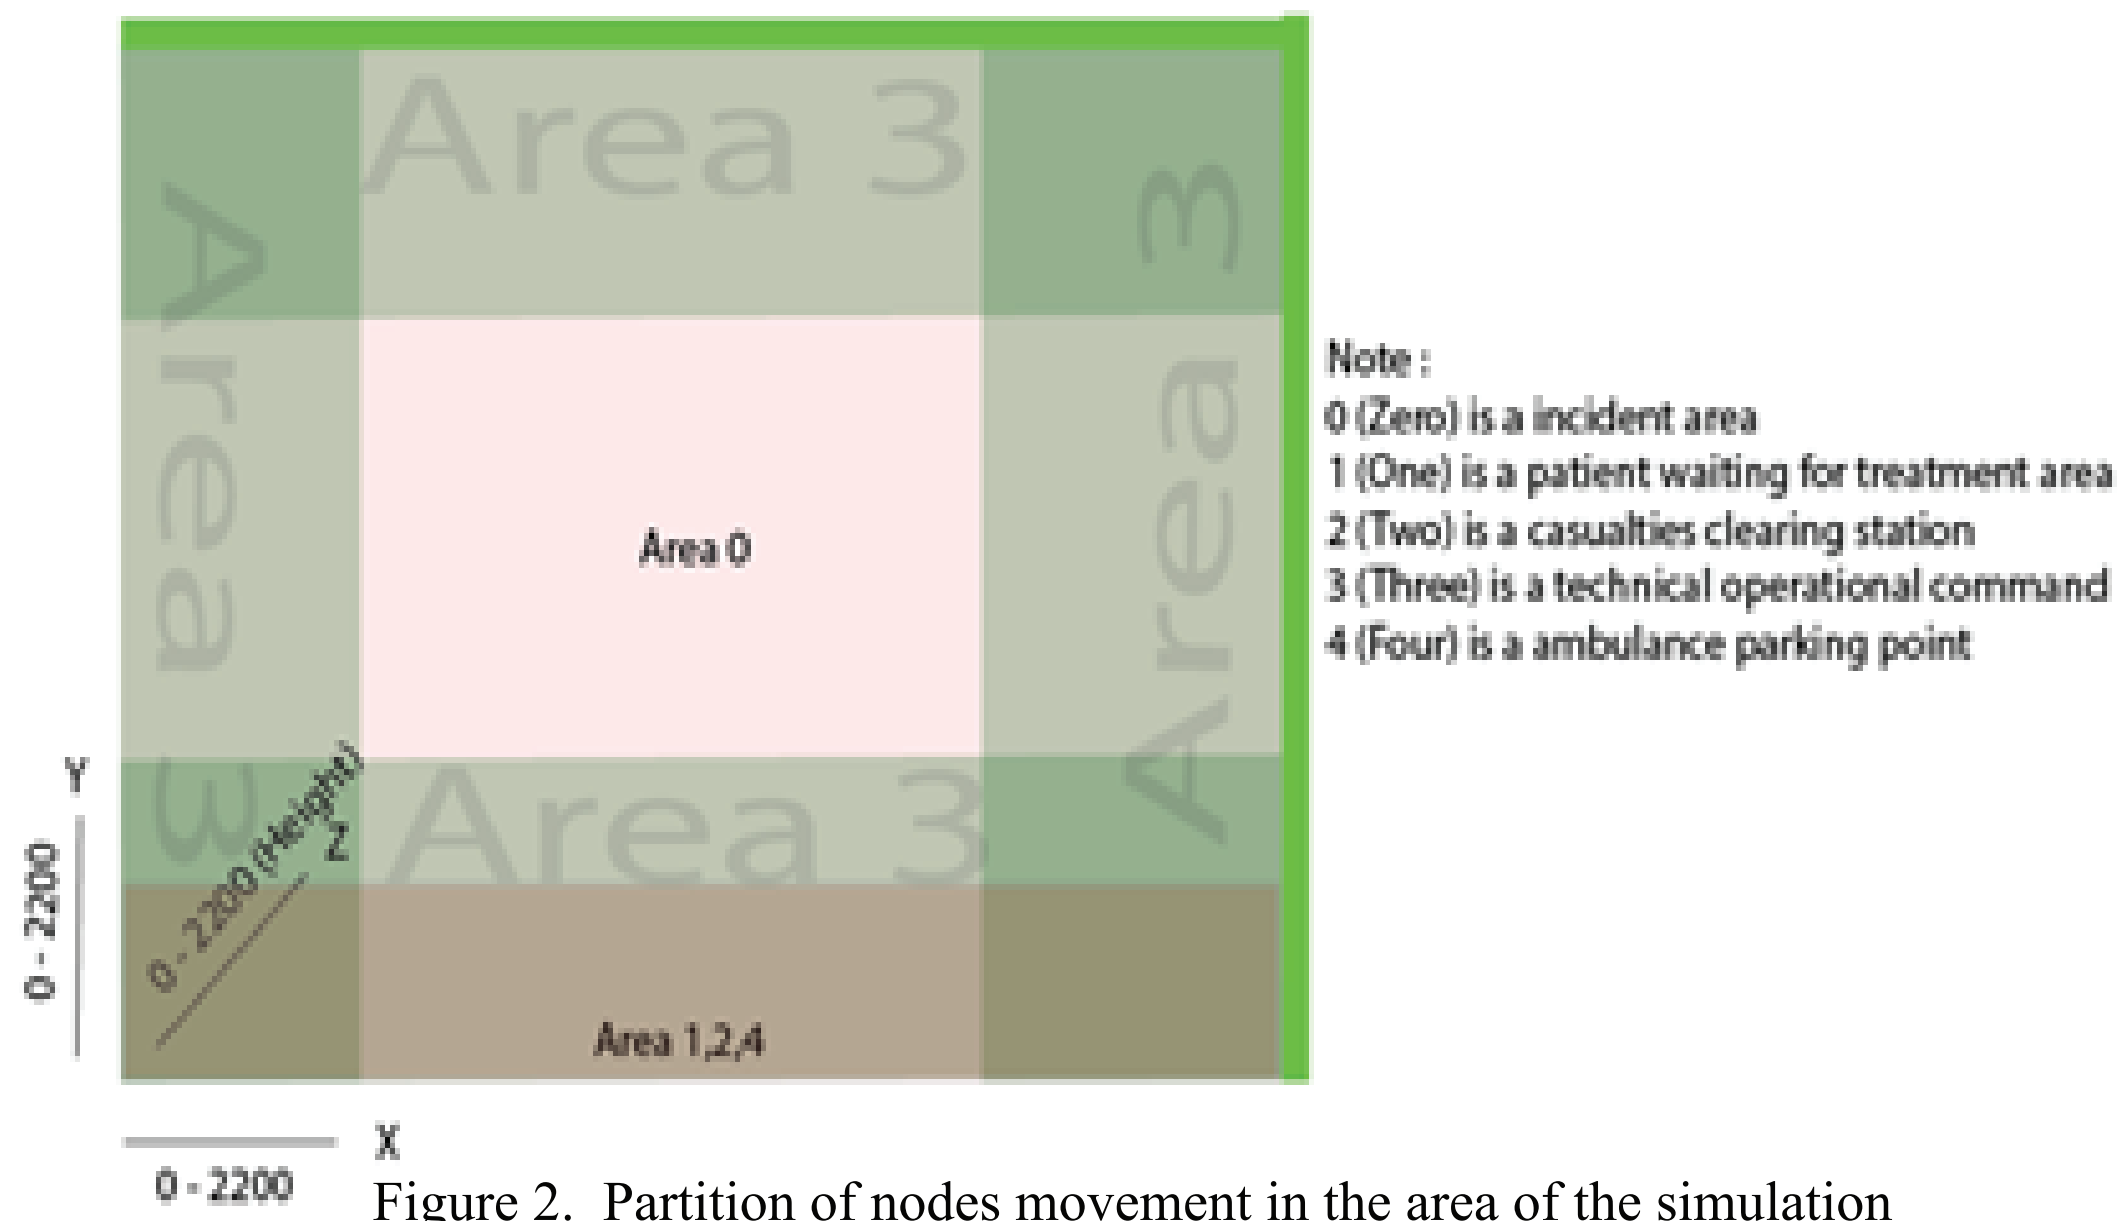 Area 3
Area 3
Area 3
Area 0
Area 3
Area 1,2,4
Note :
0 (Zero) is a incident area
1 (One) is a patient waiting for treatment area
2 (Two) is a casualties clearing station
3 (Three) is a technical operational command
4 (Four) is a ambulance parking point
Y
0 - 2200
0 - 2200 (Height)
Z
X
0 - 2200
Figure 2. Partition of nodes movement in the area of the simulation